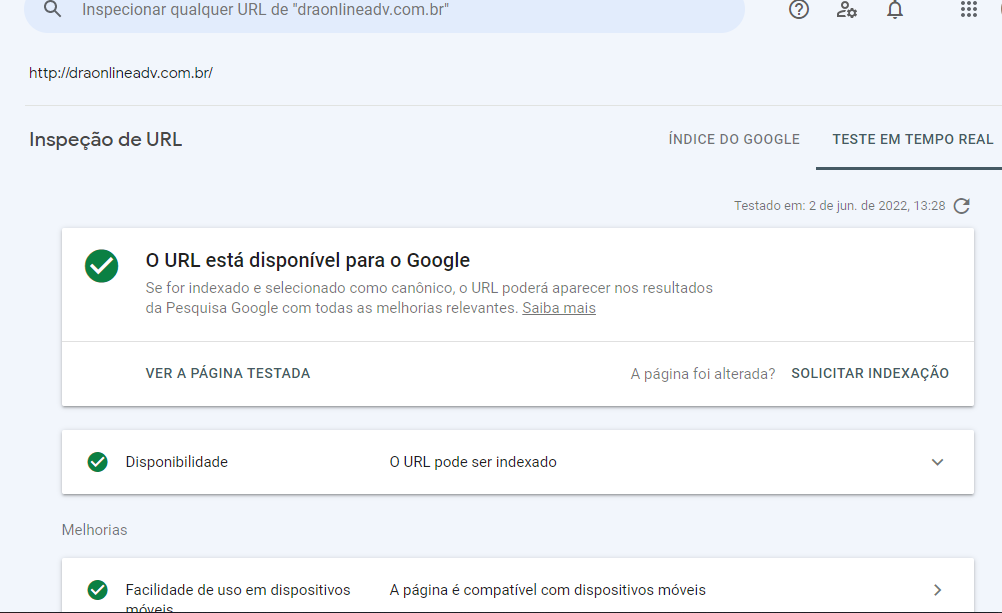 Inspecionar qualquer URL de "draonlineadv.com.br"
http://draonlineadv.com.br/
Inspeção de URL
ÍNDICE DO GOOGLE
TESTE EM TEMPO REAL
Testado em: 2 de jun. de 2022, 13:28
O URL está disponível para o Google
Se for indexado e selecionado como canônico, o URL poderá aparecer nos resultados
da Pesquisa Google com todas as melhorias relevantes. Saiba mais
VER A PÁGINA TESTADA
A página foi alterada? SOLICITAR INDEXAÇÃO
Disponibilidade
O URL pode ser indexado
Melhorias
Facilidade de uso em dispositivos
móveis
A página é compatível com dispositivos móveis